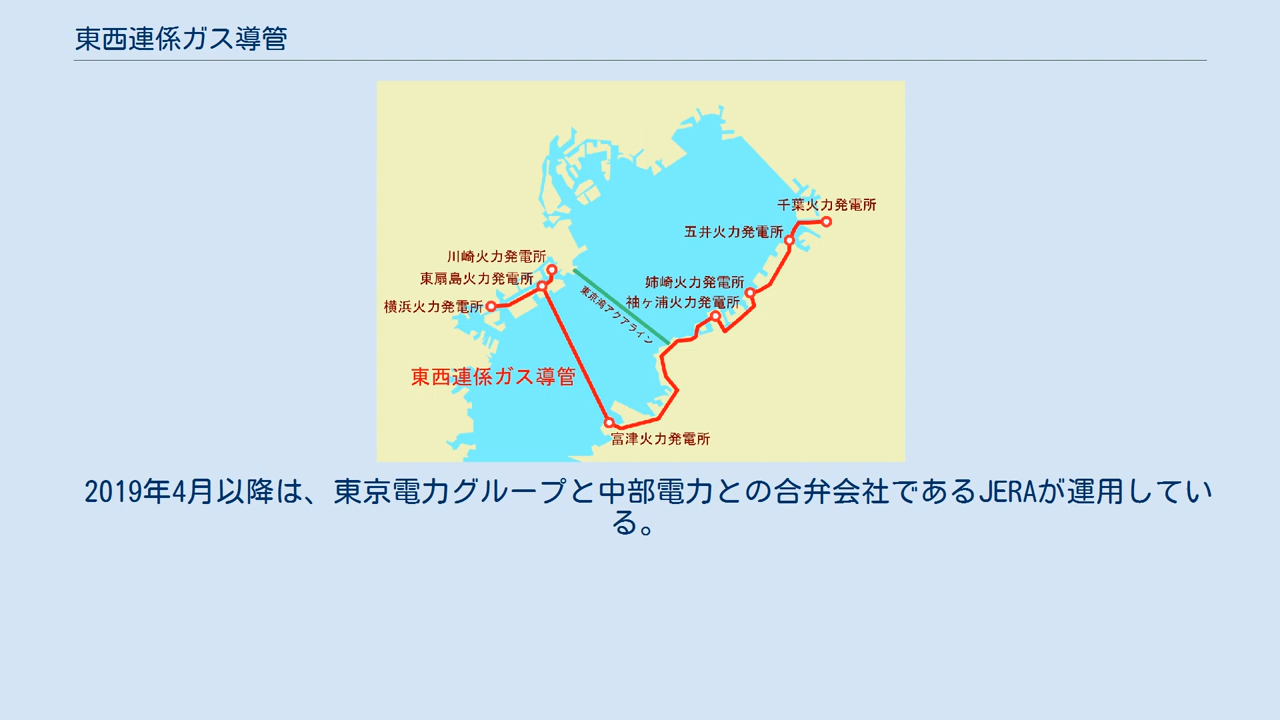 東西連係ガス導管
千葉火力発電所
五井火力発電所
川崎火力発電所
東扇島火力発電所
姉崎火力発電所
袖ヶ浦火力発電所
横浜火力発電所
東京湾アクアライン
東西連係ガス導管
富津火力発電所
2019年4月以降は、東京電力グループと中部電力との合弁会社であるJERAが運用してい
る。